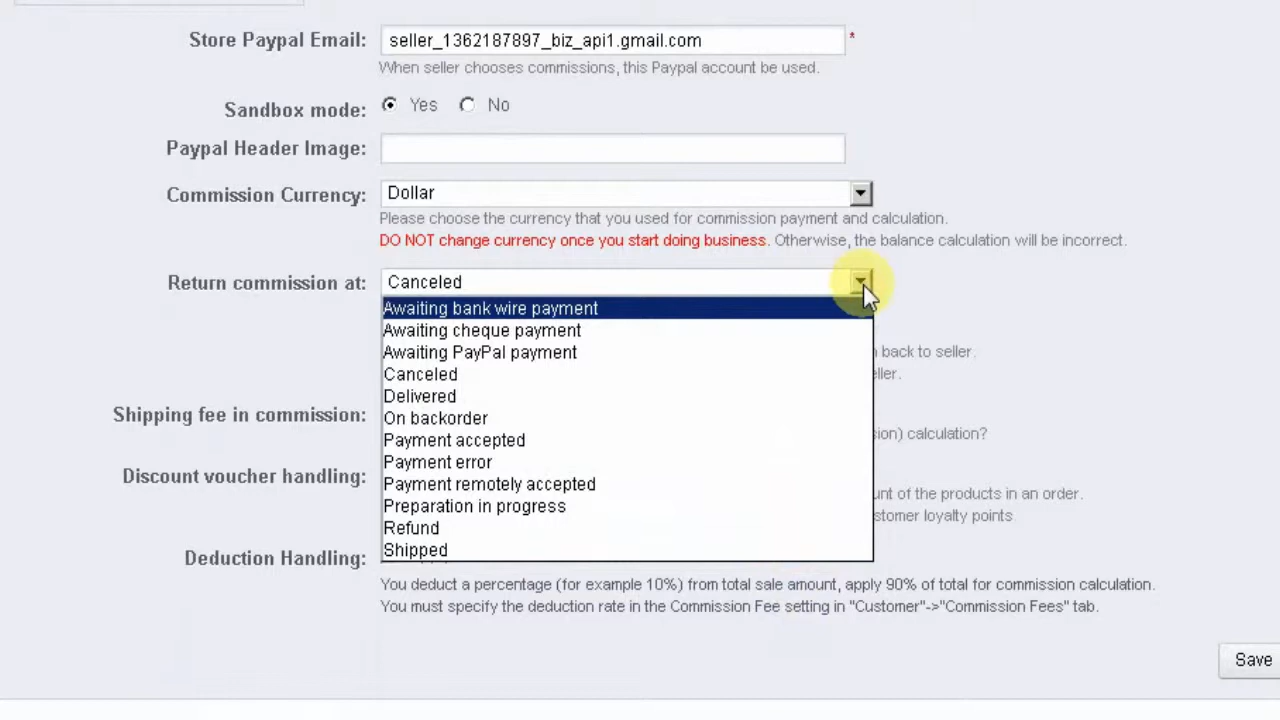 Store Paypal Email: seller_1362187897_biz_api1.gmail.com *
When seller chooses commissions, this Paypal account be used.
Sandbox mode: Yes No
Paypal Header Image:
Commission Currency: Dollar
Please choose the currency that you used for commission payment and calculation.
DO NOT change currency once you start doing business. Otherwise, the balance calculation will be incorrect.
Return commission at: Canceled
Awaiting bank wire payment
Awaiting cheque payment
Awaiting PayPal payment back to seller.
Canceled
Delivered
On backorder
Shipping fee in commission:
Payment accepted calculation?
Payment error
Discount voucher handling:
Payment remotely accepted of the products in an order.
Preparation in progress loyalty points
Refund
Shipped
Deduction Handling:
You deduct a percentage (for example 10%) from total sale amount, apply 90% of total for commission calculation.
You must specify the deduction rate in the Commission Fee setting in "Customer"->"Commission Fees" tab.
Save